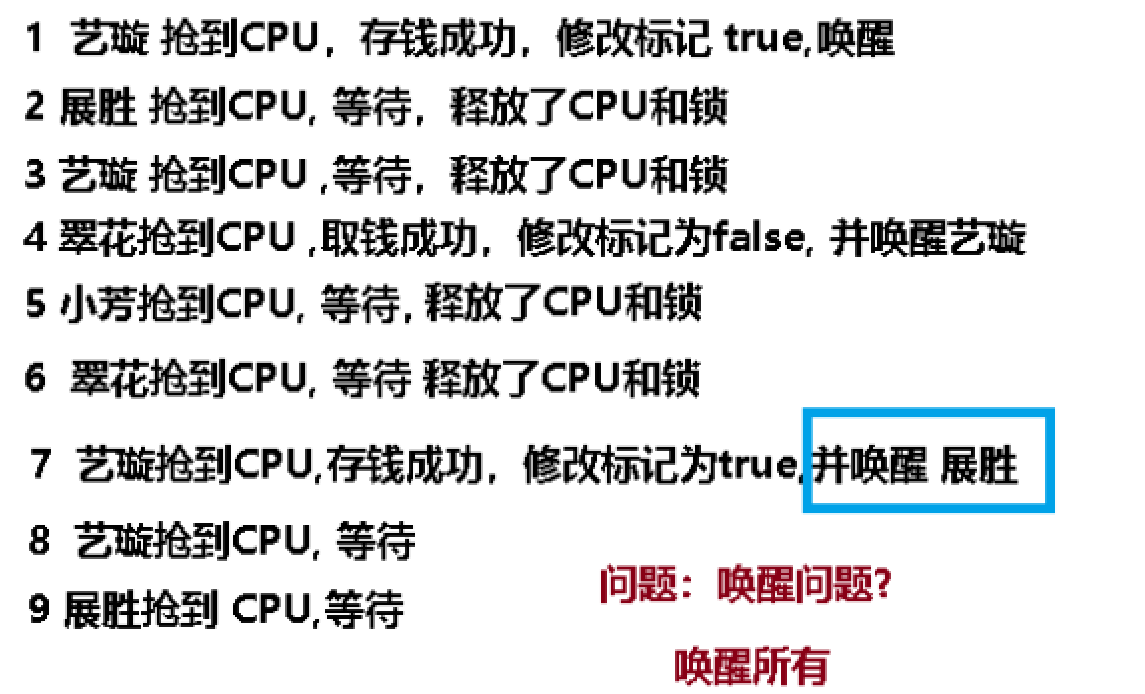 1 艺璇 抢到CPU，存钱成功，修改标记 true,唤醒
2 展胜 抢到CPU, 等待，释放了CPU和锁
3 艺璇 抢到CPU ,等待，释放了CPU和锁
4 翠花抢到CPU ,取钱成功，修改标记为false, 并唤醒艺璇
5 小芳抢到CPU, 等待, 释放了CPU和锁
6 翠花抢到CPU, 等待 释放了CPU和锁
7 艺璇抢到CPU,存钱成功，修改标记为true,并唤醒 展胜
8 艺璇抢到CPU, 等待
9 展胜抢到 CPU,等待
问题：唤醒问题?
唤醒所有